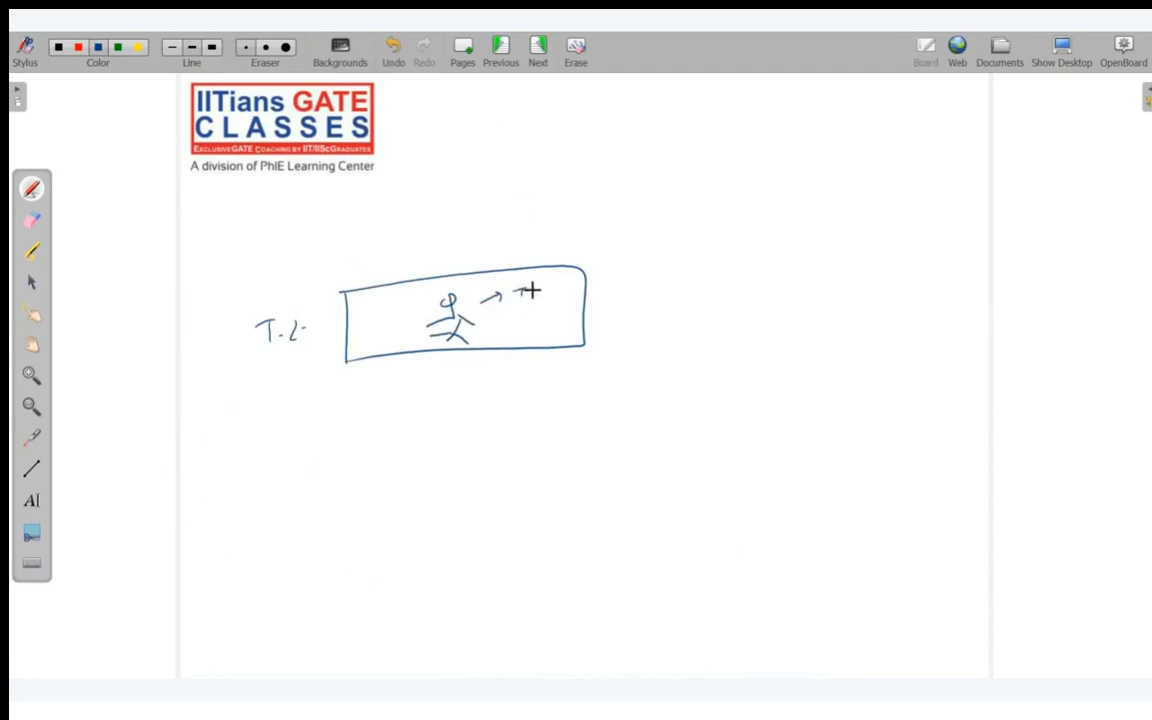 Stylus
Color
Line
Eraser
Backgrounds
Undo
Redo
Pages
Previous
Next
Erase
Board
Web
Documents
Show Desktop
OpenBoard
IITians GATE
CLASSES
EXCLUSIVE GATE COACHING BY IIT/IISc GRADUATES
A division of PhIE Learning Center
AI